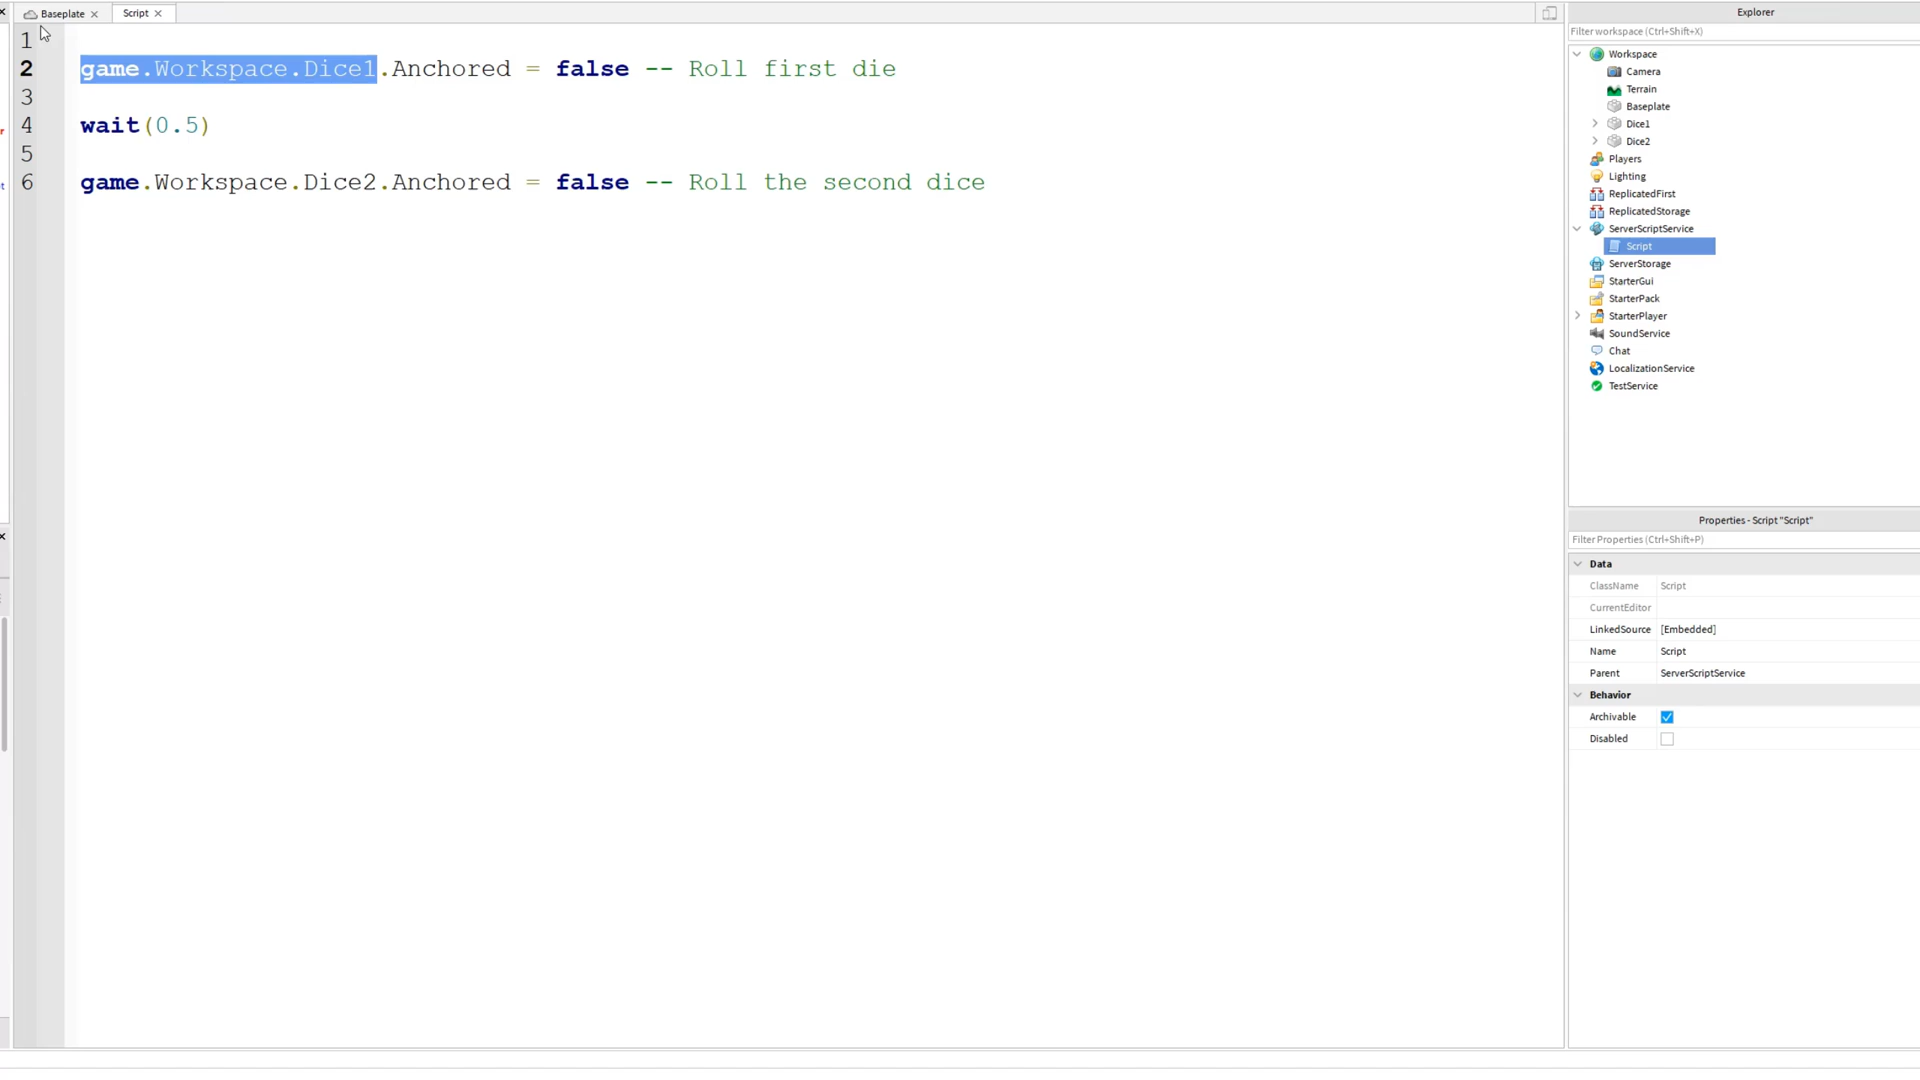 Baseplate
Script
1
2 game.Workspace.Dice1.Anchored = false -- Roll first die
3
4 wait(0.5)
5
6 game.Workspace.Dice2.Anchored = false -- Roll the second dice
Explorer
Filter workspace (Ctrl+Shift+X)
Workspace
Camera
Terrain
Baseplate
Dice1
Dice2
Players
Lighting
ReplicatedFirst
ReplicatedStorage
ServerScriptService
Script
ServerStorage
StarterGui
StarterPack
StarterPlayer
SoundService
Chat
LocalizationService
TestService
Properties - Script "Script"
Filter Properties (Ctrl+Shift+P)
Data
ClassName Script
CurrentEditor
LinkedSource [Embedded]
Name Script
Parent ServerScriptService
Behavior
Archivable
Disabled